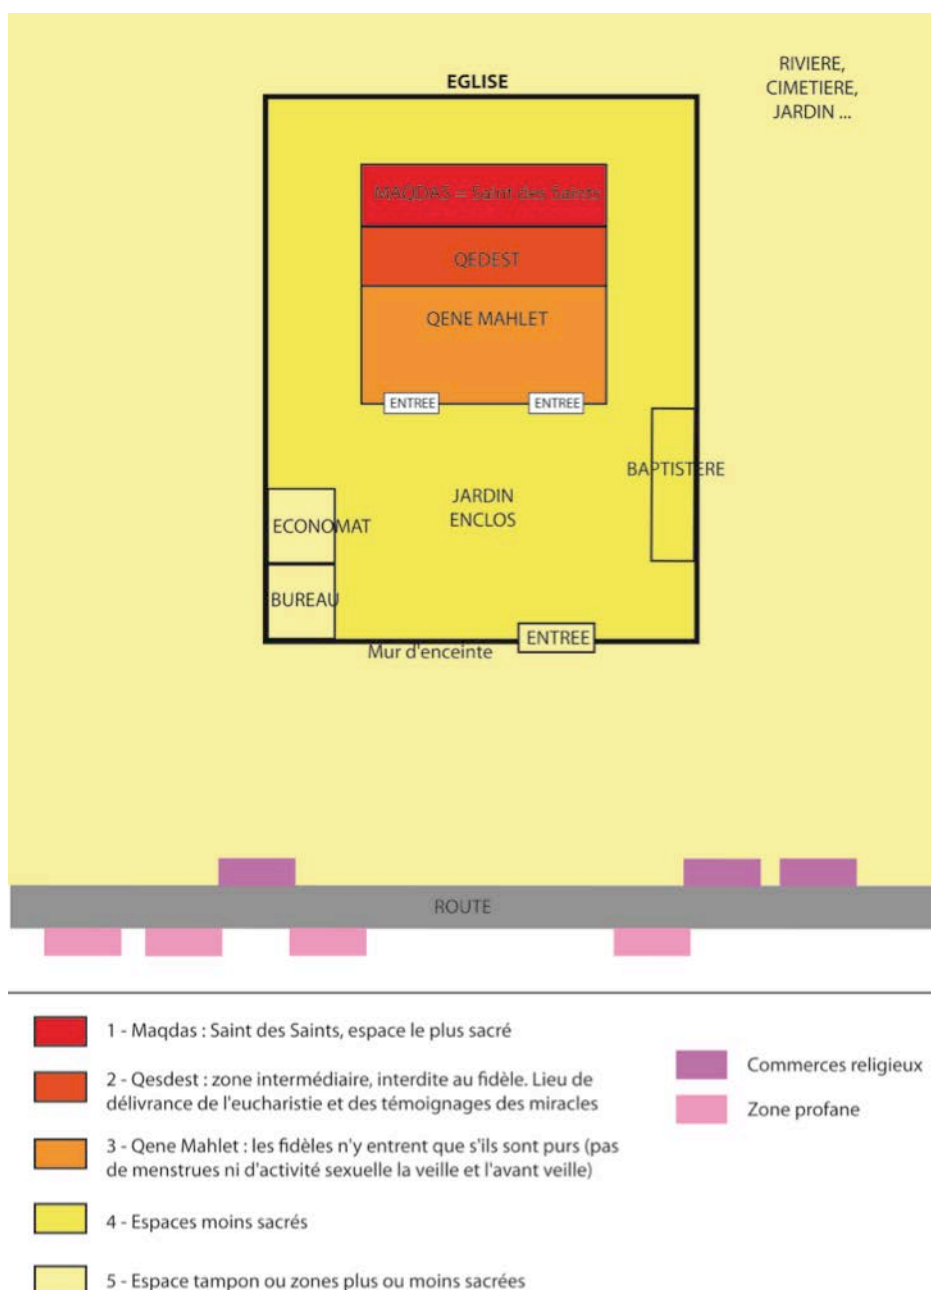 EGLISE
RIVIERE,
CIMETIERE,
JARDIN ...
MAQDAS = Saint des Saints
QEDEST
QENE MAHLET
ENTREE
ENTREE
BAPTISTERE
JARDIN
ENCLOS
ECONOMAT
BUREAU
ENTREE
Mur d'enceinte
ROUTE
1 - Maqdas : Saint des Saints, espace le plus sacré
2 - Qesdest : zone intermédiaire, interdite au fidèle. Lieu de
délivrance de l'eucharistie et des témoignages des miracles
3 - Qene Mahlet : les fidèles n'y entrent que s'ils sont purs (pas
de menstrues ni d'activité sexuelle la veille et l'avant veille)
4 - Espaces moins sacrés
5 - Espace tampon ou zones plus ou moins sacrées
Commerces religieux
Zone profane